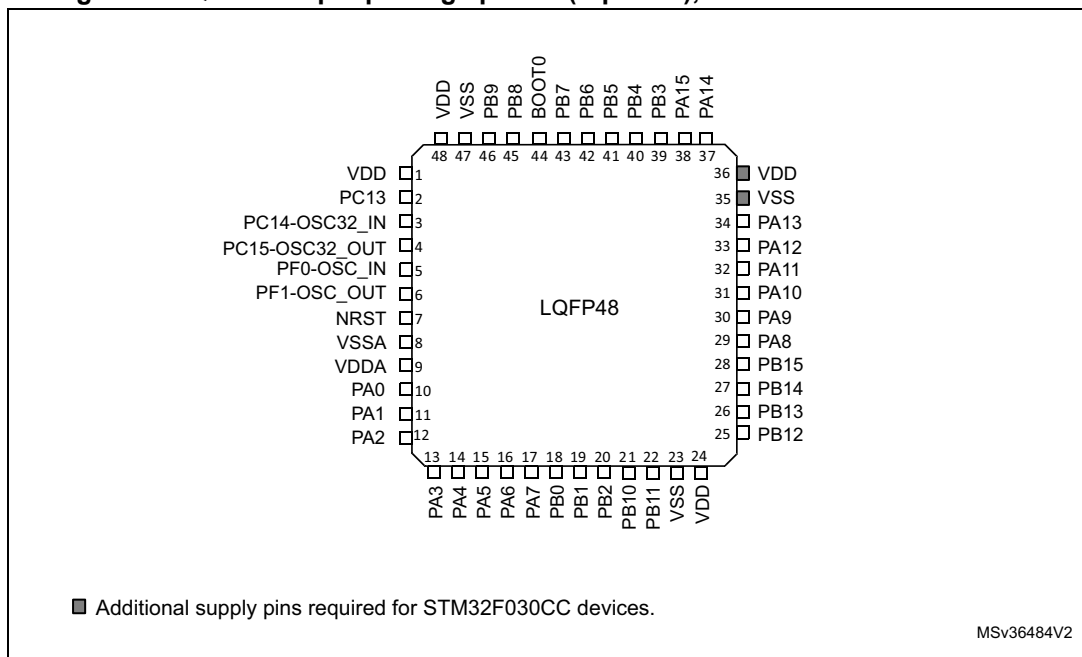 VDD
VSS
PB9
PB8
BOOT0
PB7
PB6
PB5
PB4
PB3
PA15
PA14
48 47 46 45 44 43 42 41 40 39 38 37
VDD 1
PC13 2
PC14-OSC32_IN 3
PC15-OSC32_OUT 4
PF0-OSC_IN 5
PF1-OSC_OUT 6
NRST 7
VSSA 8
VDDA 9
PA0 10
PA1 11
PA2 12
LQFP48
36 VDD
35 VSS
34 PA13
33 PA12
32 PA11
31 PA10
30 PA9
29 PA8
28 PB15
27 PB14
26 PB13
25 PB12
13 14 15 16 17 18 19 20 21 22 23 24
PA3
PA4
PA5
PA6
PA7
PB0
PB1
PB2
PB10
PB11
VSS
VDD
Additional supply pins required for STM32F030CC devices.
MSv36484V2